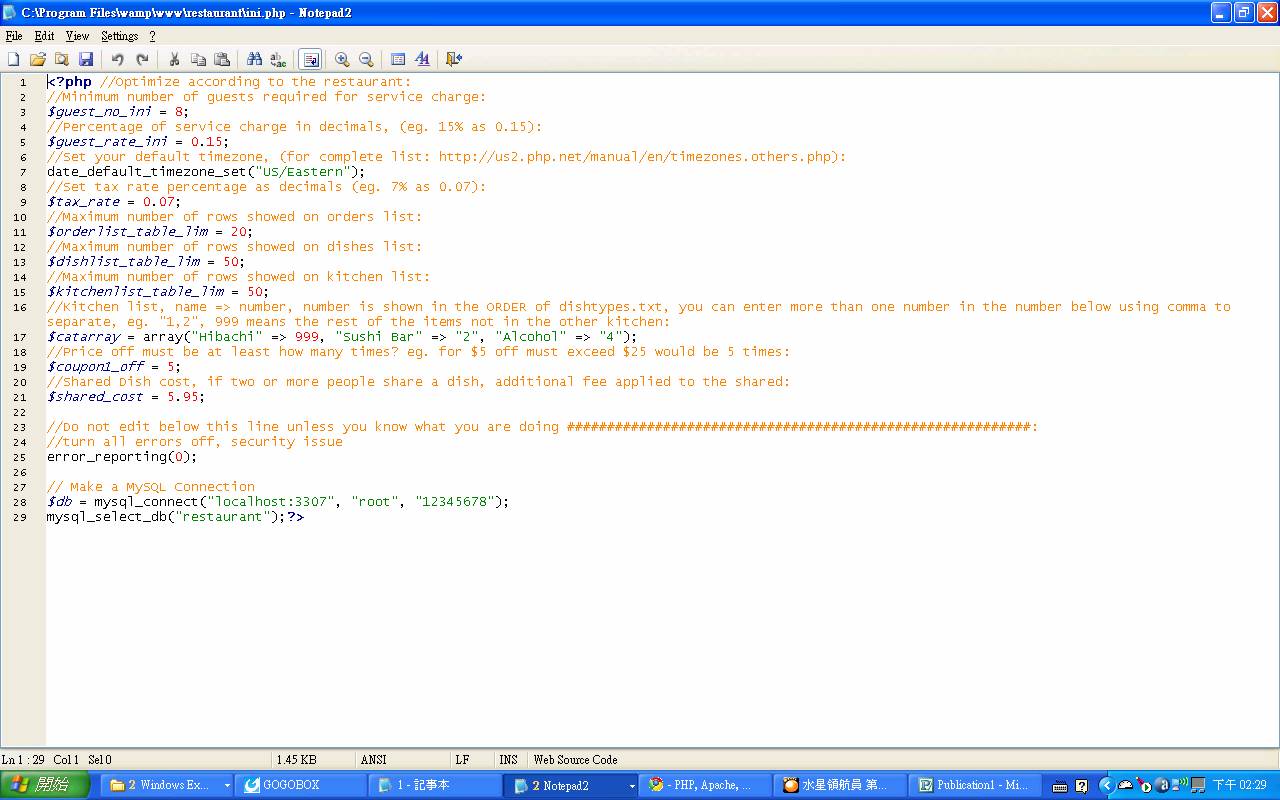 C:\Program Files\wamp\www\restaurant\ini.php - Notepad2
File Edit View Settings ?
1 <?php //Optimize according to the restaurant:
2 //Minimum number of guests required for service charge:
3 $guest_no_ini = 8;
4 //Percentage of service charge in decimals, (eg. 15% as 0.15):
5 $guest_rate_ini = 0.15;
6 //Set your default timezone, (for complete list: http://us2.php.net/manual/en/timezones.others.php):
7 date_default_timezone_set("US/Eastern");
8 //Set tax rate percentage as decimals (eg. 7% as 0.07):
9 $tax_rate = 0.07;
10 //Maximum number of rows showed on orders list:
11 $orderlist_table_lim = 20;
12 //Maximum number of rows showed on dishes list:
13 $dishlist_table_lim = 50;
14 //Maximum number of rows showed on kitchen list:
15 $kitchenlist_table_lim = 50;
16 //Kitchen list, name => number, number is shown in the ORDER of dishtypes.txt, you can enter more than one number in the number below using comma to
separate, eg. "1,2", 999 means the rest of the items not in the other kitchen:
17 $catarray = array("Hibachi" => 999, "Sushi Bar" => "2", "Alcohol" => "4");
18 //Price off must be at least how many times? eg. for $5 off must exceed $25 would be 5 times:
19 $coupon1_off = 5;
20 //Shared Dish cost, if two or more people share a dish, additional fee applied to the shared:
21 $shared_cost = 5.95;
22
23 //Do not edit below this line unless you know what you are doing ##########################################################:
24 //turn all errors off, security issue
25 error_reporting(0);
26
27 // Make a MySQL Connection
28 $db = mysql_connect("localhost:3307", "root", "12345678");
29 mysql_select_db("restaurant");?>
Ln 1 : 29 Col 1 Sel 0 1.45 KB ANSI LF INS Web Source Code
開始 2 Windows Ex... GOGOBOX 1 - 記事本 2 Notepad2 - PHP, Apache, ... 水星領航員 第... Publication1 - Mi... 下午 02:29